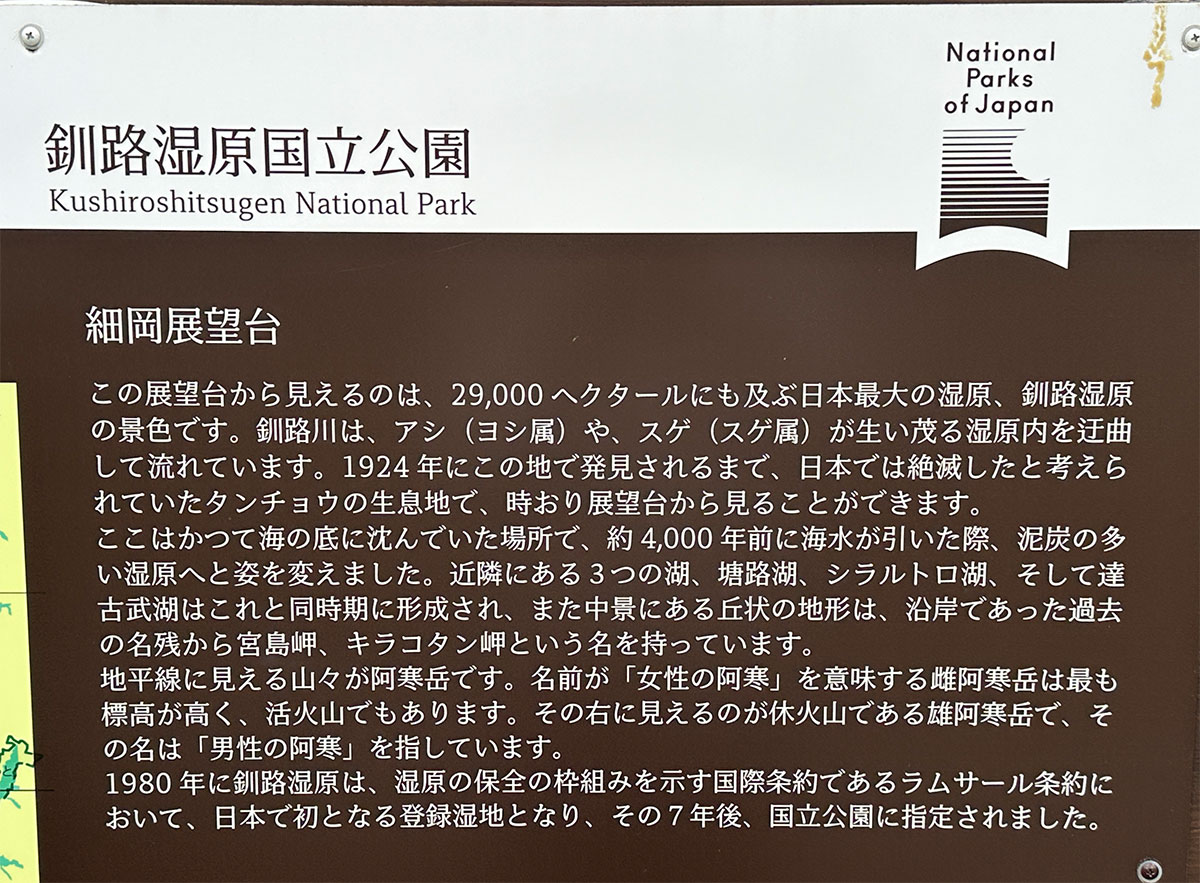 National
Parks
of Japan
釧路湿原国立公園
Kushiroshitsugen National Park
細岡展望台
この展望台から見えるのは、29,000 ヘクタールにも及ぶ日本最大の湿原、釧路湿原
の景色です。釧路川は、アシ（ヨシ属）や、スゲ（スゲ属）が生い茂る湿原内を迂曲
して流れています。1924 年にこの地で発見されるまで、日本では絶滅したと考えら
れていたタンチョウの生息地で、時おり展望台から見ることができます。
ここはかつて海の底に沈んでいた場所で、約 4,000 年前に海水が引いた際、泥炭の多
い湿原へと姿を変えました。近隣にある 3 つの湖、塘路湖、シラルトロ湖、そして達
古武湖はこれと同時期に形成され、また中景にある丘状の地形は、沿岸であった過去
の名残から宮島岬、キラコタン岬という名を持っています。
地平線に見える山々が阿寒岳です。名前が「女性の阿寒」を意味する雌阿寒岳は最も
標高が高く、活火山でもあります。その右に見えるのが休火山である雄阿寒岳で、そ
の名は「男性の阿寒」を指しています。
1980 年に釧路湿原は、湿原の保全の枠組みを示す国際条約であるラムサール条約に
おいて、日本で初となる登録湿地となり、その 7 年後、国立公園に指定されました。